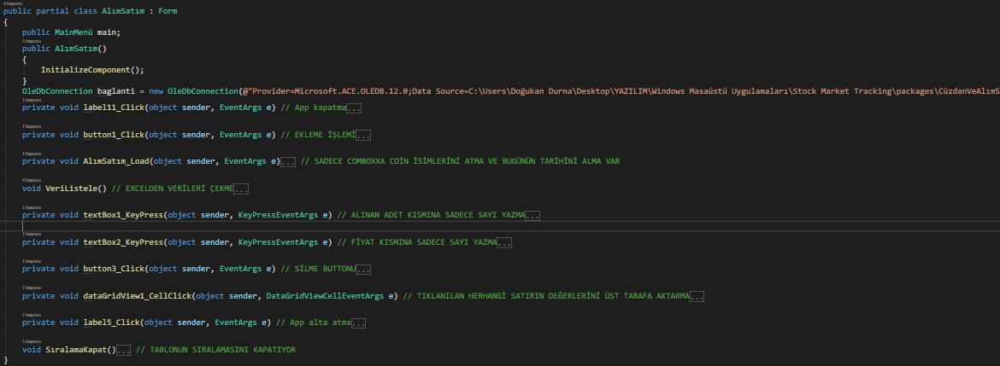 4 başvuru
public partial class AlımSatım : Form
{
public MainMenü main;
1 başvuru
public AlımSatım()
{
InitializeComponent();
}
OleDbConnection baglanti = new OleDbConnection(@"Provider=Microsoft.ACE.OLEDB.12.0;Data Source=C:\Users\Doğukan Durna\Desktop\YAZILIM\Windows Masaüstü Uygulamaları\Stock Market Tracking\packages\CüzdanVeAlımS
1 başvuru
private void label11_Click(object sender, EventArgs e) // App kapatma...
1 başvuru
private void button1_Click(object sender, EventArgs e) // EKLEME İŞLEMİ...
1 başvuru
private void AlımSatım_Load(object sender, EventArgs e)... // SADECE COMBOXXA COİN İSİMLERİNİ ATMA VE BUGÜNÜN TARİHİNİ ALMA VAR
4 başvuru
void VeriListele() // EXCELDEN VERİLERİ ÇEKME...
1 başvuru
private void textBox1_KeyPress(object sender, KeyPressEventArgs e) // ALINAN ADET KISMINA SADECE SAYI YAZMA...
1 başvuru
private void textBox2_KeyPress(object sender, KeyPressEventArgs e) // FİYAT KISMINA SADECE SAYI YAZMA...
1 başvuru
private void button3_Click(object sender, EventArgs e) // SİLME BUTTONU...
1 başvuru
private void dataGridView1_CellClick(object sender, DataGridViewCellEventArgs e) // TIKLANILAN HERHANGİ SATIRIN DEĞERLERİNİ ÜST TARAFA AKTARMA...
1 başvuru
private void label5_Click(object sender, EventArgs e) // App alta atma...
1 başvuru
void SıralamaKapat()... // TABLONUN SIRALAMASINI KAPATIYOR
}